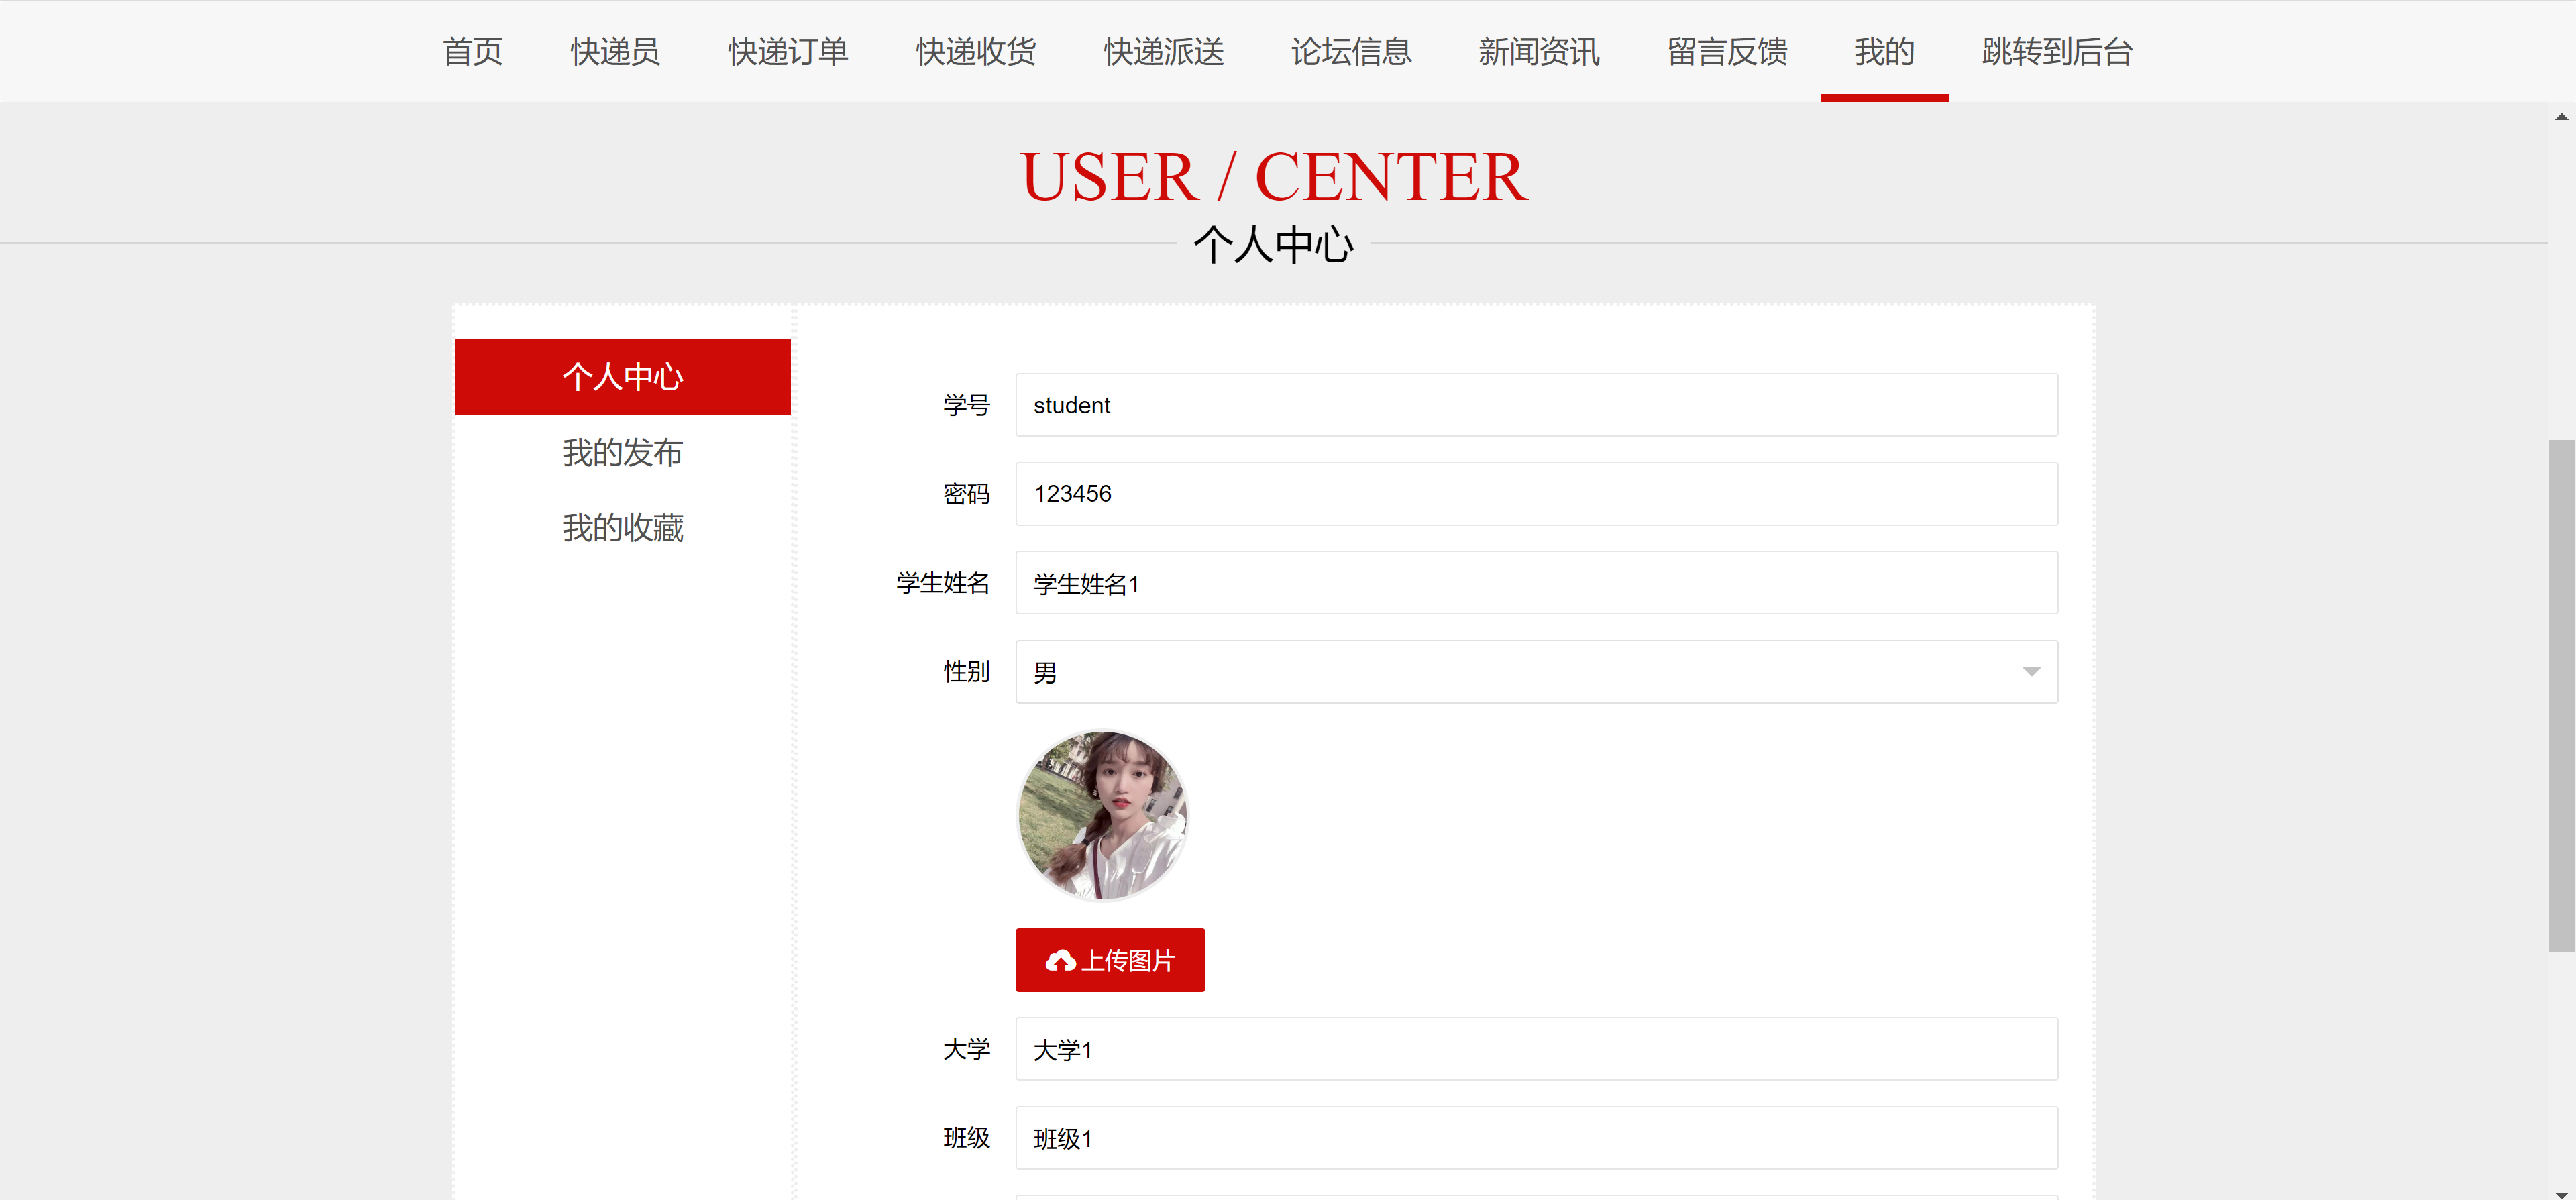 首页 快递员 快递订单 快递收货 快递派送 论坛信息 新闻资讯 留言反馈 我的 跳转到后台
USER / CENTER
个人中心
个人中心
我的发布
我的收藏
学号 student
密码 123456
学生姓名 学生姓名1
性别 男
上传图片
大学 大学1
班级 班级1